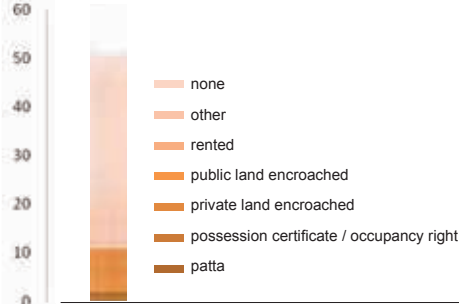 60
50
none
40
other
rented
30
public land encroached
20
private land encroached
possession certificate / occupancy right
10
patta
0